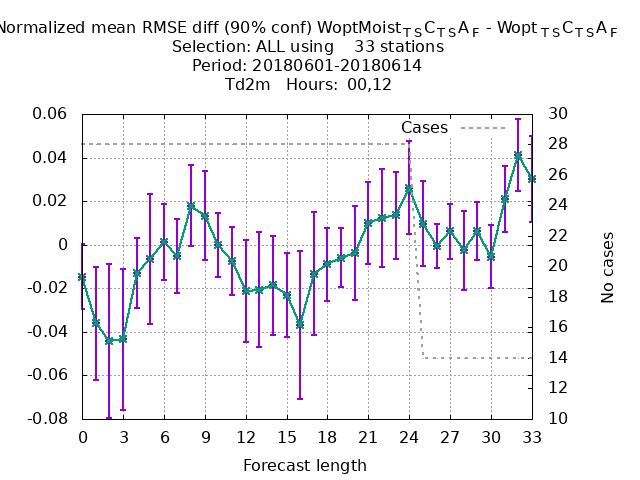 Normalized mean RMSE diff (90% conf) WoptMoist_TSC_TSA_F - Wopt_TSC_TSA_F
Selection: ALL using 33 stations
Period: 20180601-20180614
Td2m Hours: 00,12
Cases
0.06
0.04
0.02
0
-0.02
-0.04
-0.06
-0.08
30
28
26
24
22
20
18
16
14
12
10
No cases
0 3 6 9 12 15 18 21 24 27 30 33
Forecast length